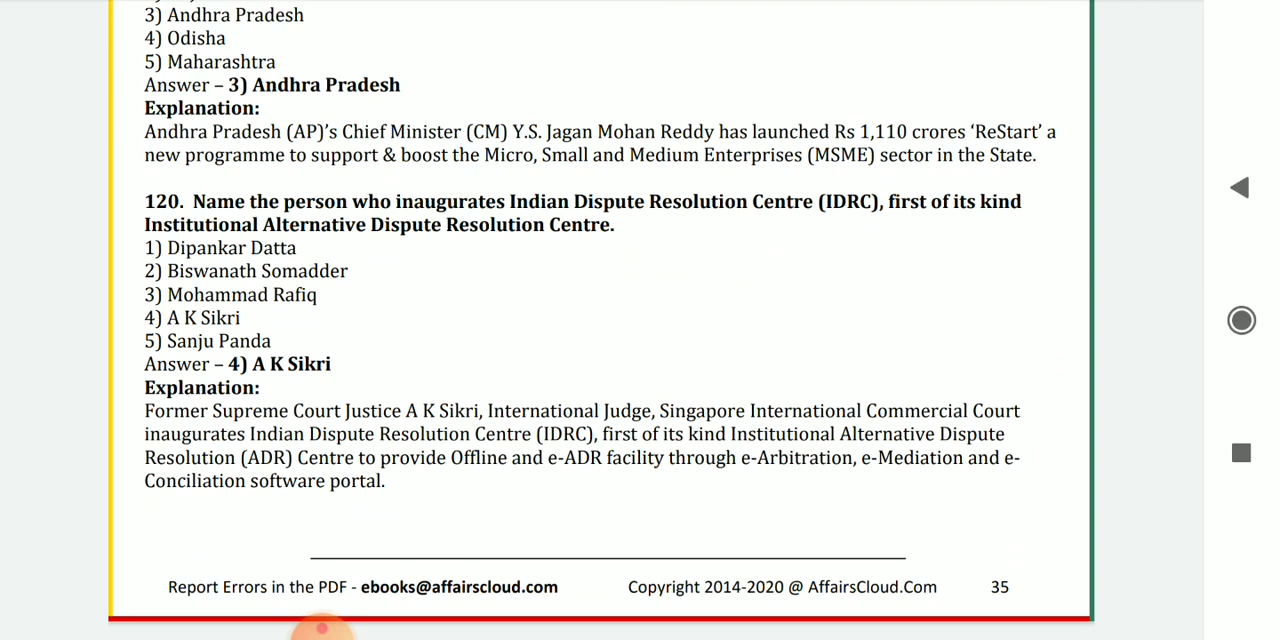 3) Andhra Pradesh
4) Odisha
5) Maharashtra
Answer – 3) Andhra Pradesh
Explanation:
Andhra Pradesh (AP)’s Chief Minister (CM) Y.S. Jagan Mohan Reddy has launched Rs 1,110 crores ‘ReStart’ a
new programme to support & boost the Micro, Small and Medium Enterprises (MSME) sector in the State.
120. Name the person who inaugurates Indian Dispute Resolution Centre (IDRC), first of its kind
Institutional Alternative Dispute Resolution Centre.
1) Dipankar Datta
2) Biswanath Somadder
3) Mohammad Rafiq
4) A K Sikri
5) Sanju Panda
Answer – 4) A K Sikri
Explanation:
Former Supreme Court Justice A K Sikri, International Judge, Singapore International Commercial Court
inaugurates Indian Dispute Resolution Centre (IDRC), first of its kind Institutional Alternative Dispute
Resolution (ADR) Centre to provide Offline and e-ADR facility through e-Arbitration, e-Mediation and e-
Conciliation software portal.
Report Errors in the PDF - ebooks@affairscloud.com Copyright 2014-2020 @ AffairsCloud.Com 35